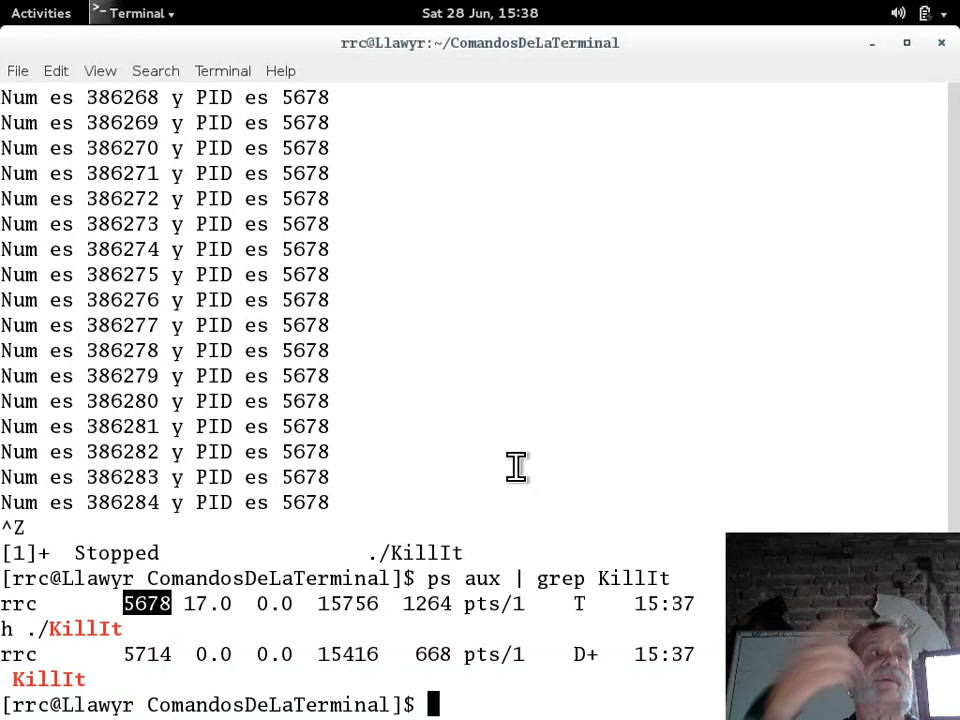 Activities >_ Terminal Sat 28 Jun, 15:38
rrc@Llawyr:~/ComandosDeLaTerminal
File Edit View Search Terminal Help
Num es 386268 y PID es 5678
Num es 386269 y PID es 5678
Num es 386270 y PID es 5678
Num es 386271 y PID es 5678
Num es 386272 y PID es 5678
Num es 386273 y PID es 5678
Num es 386274 y PID es 5678
Num es 386275 y PID es 5678
Num es 386276 y PID es 5678
Num es 386277 y PID es 5678
Num es 386278 y PID es 5678
Num es 386279 y PID es 5678
Num es 386280 y PID es 5678
Num es 386281 y PID es 5678
Num es 386282 y PID es 5678
Num es 386283 y PID es 5678
Num es 386284 y PID es 5678
^Z
[1]+ Stopped ./KillIt
[rrc@Llawyr ComandosDeLaTerminal]$ ps aux | grep KillIt
rrc 5678 17.0 0.0 15756 1264 pts/1 T 15:37
h ./KillIt
rrc 5714 0.0 0.0 15416 668 pts/1 D+ 15:37
KillIt
[rrc@Llawyr ComandosDeLaTerminal]$